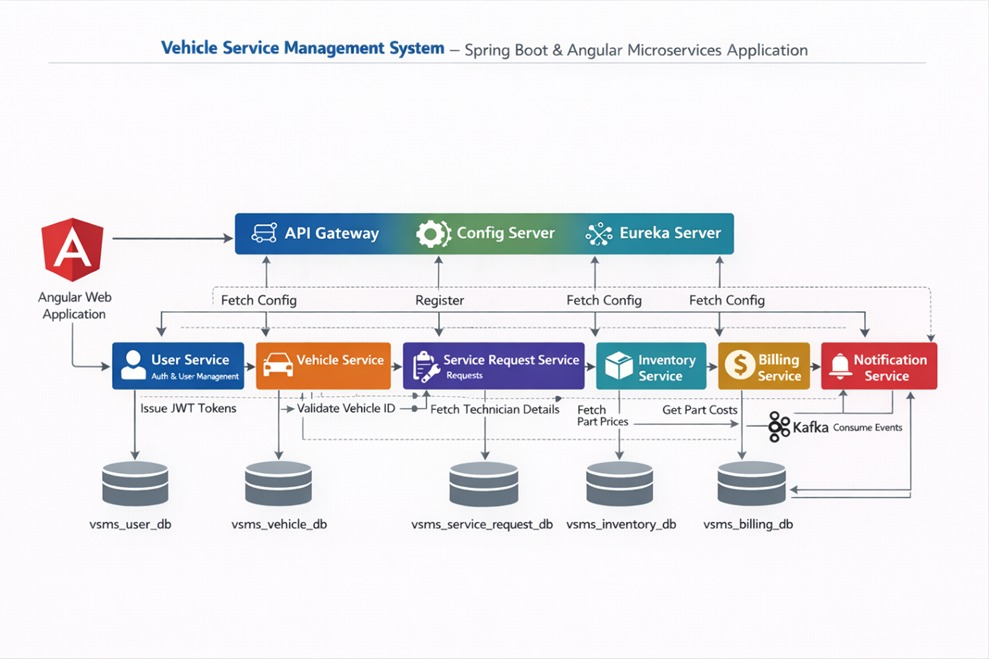 Vehicle Service Management System – Spring Boot & Angular Microservices Application
API Gateway
Config Server
Eureka Server
Angular Web
Application
Fetch Config
Register
Fetch Config
Fetch Config
User Service
Auth & User Management
Vehicle Service
Service Request Service
Requests
Inventory
Service
Billing
Service
Notification
Service
Issue JWT Tokens
Validate Vehicle ID
Fetch Technician Details
Fetch
Part Prices
Get Part Costs
Kafka Consume Events
vsms_user_db
vsms_vehicle_db
vsms_service_request_db
vsms_inventory_db
vsms_billing_db